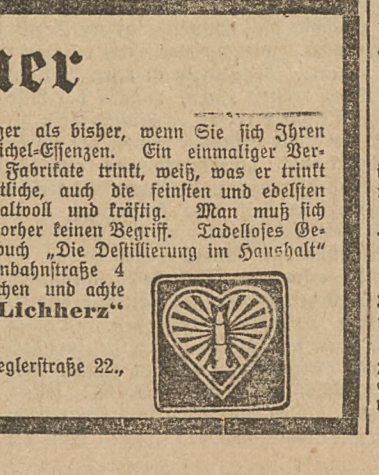 ner
ger als bisher, wenn Sie sich Ihren
ichel-Essenzen. Ein einmaliger Ver-
Fabrikate trinkt, weiß, was er trinkt
tliche, auch die feinsten und edelsten
altvoll und kräftig. Man muß sich
orher keinen Begriff. Tadelloses Ge-
buch „Die Destillierung im Haushalt“
nbahnstraße 4
chen und achte
Lichherz“
eglerstraße 22.,